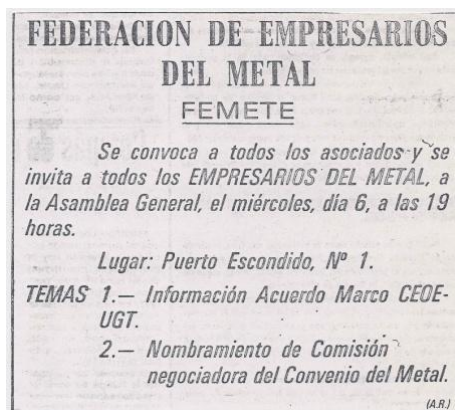 FEDERACION DE EMPRESARIOS
DEL METAL
FEMETE
Se convoca a todos los asociados y se
invita a todos los EMPRESARIOS DEL METAL, a
la Asamblea General, el miércoles, día 6, a las 19
horas.
Lugar: Puerto Escondido, Nº 1.
TEMAS 1.— Información Acuerdo Marco CEOE-
UGT.
2.— Nombramiento de Comisión
negociadora del Convenio del Metal.
(A.R.)